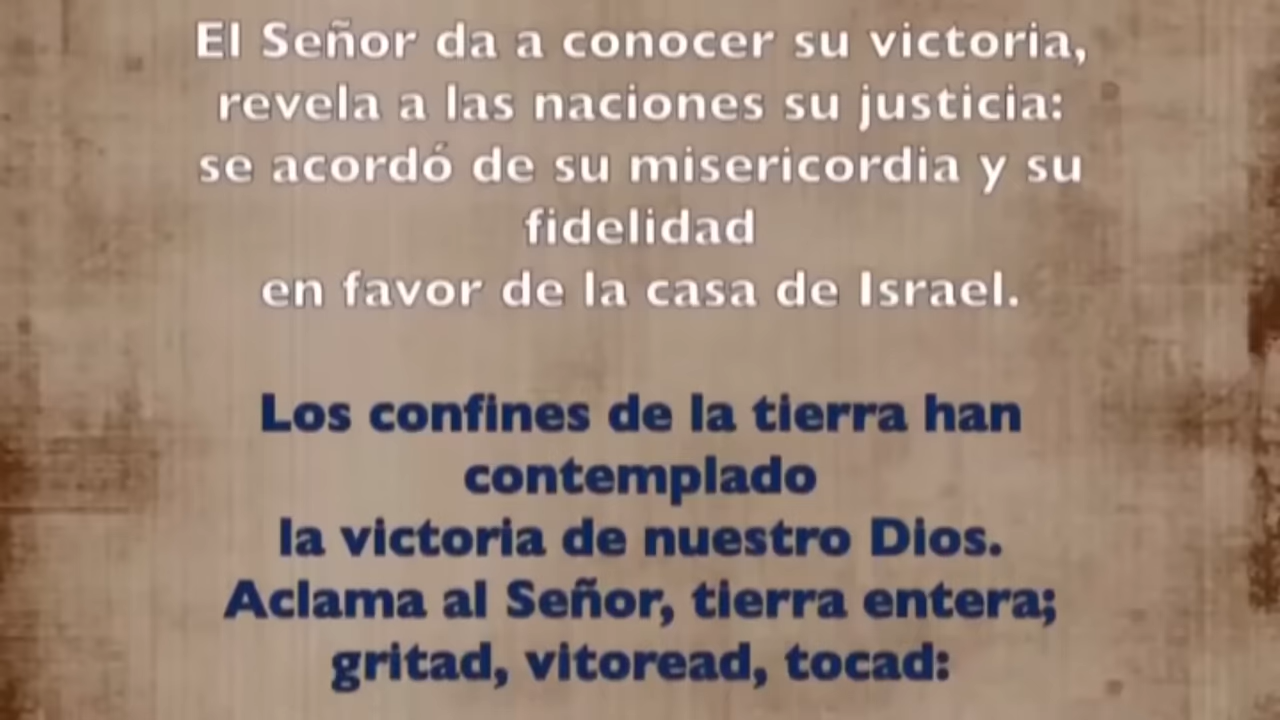 El Señor da a conocer su victoria,
revela a las naciones su justicia:
se acordó de su misericordia y su
fidelidad
en favor de la casa de Israel.
Los confines de la tierra han
contemplado
la victoria de nuestro Dios.
Aclama al Señor, tierra entera;
gritad, vitoread, tocad: